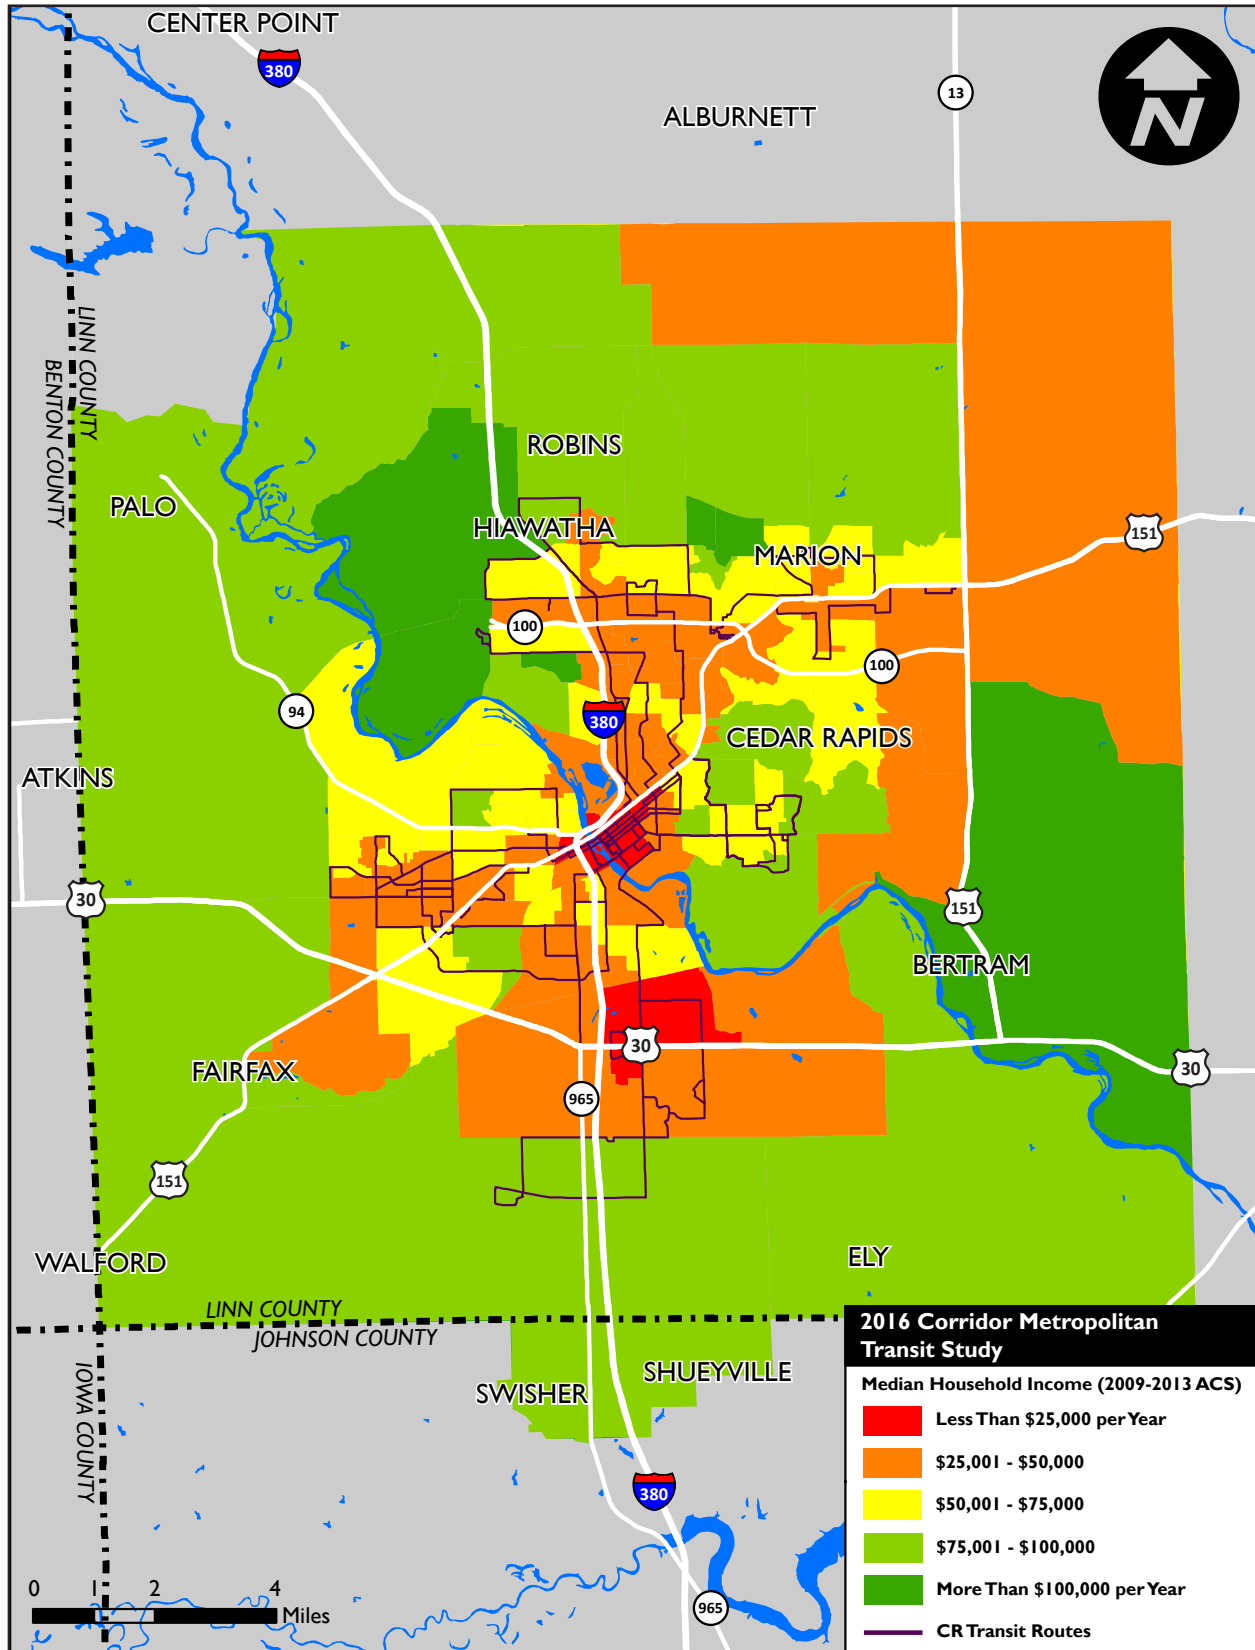 CENTER POINT
380
13
N
ALBURNETT
LINN COUNTY
BENTON COUNTY
ROBINS
PALO
HIAWATHA
MARION
151
100
100
94
380
CEDAR RAPIDS
ATKINS
30
151
BERTRAM
30
FAIRFAX
30
965
151
WALFORD
ELY
LINN COUNTY
JOHNSON COUNTY
IOWA COUNTY
SHUEYVILLE
SWISHER
380
965
0 1 2 4
Miles
2016 Corridor Metropolitan
Transit Study
Median Household Income (2009-2013 ACS)
Less Than $25,000 per Year
$25,001 - $50,000
$50,001 - $75,000
$75,001 - $100,000
More Than $100,000 per Year
CR Transit Routes